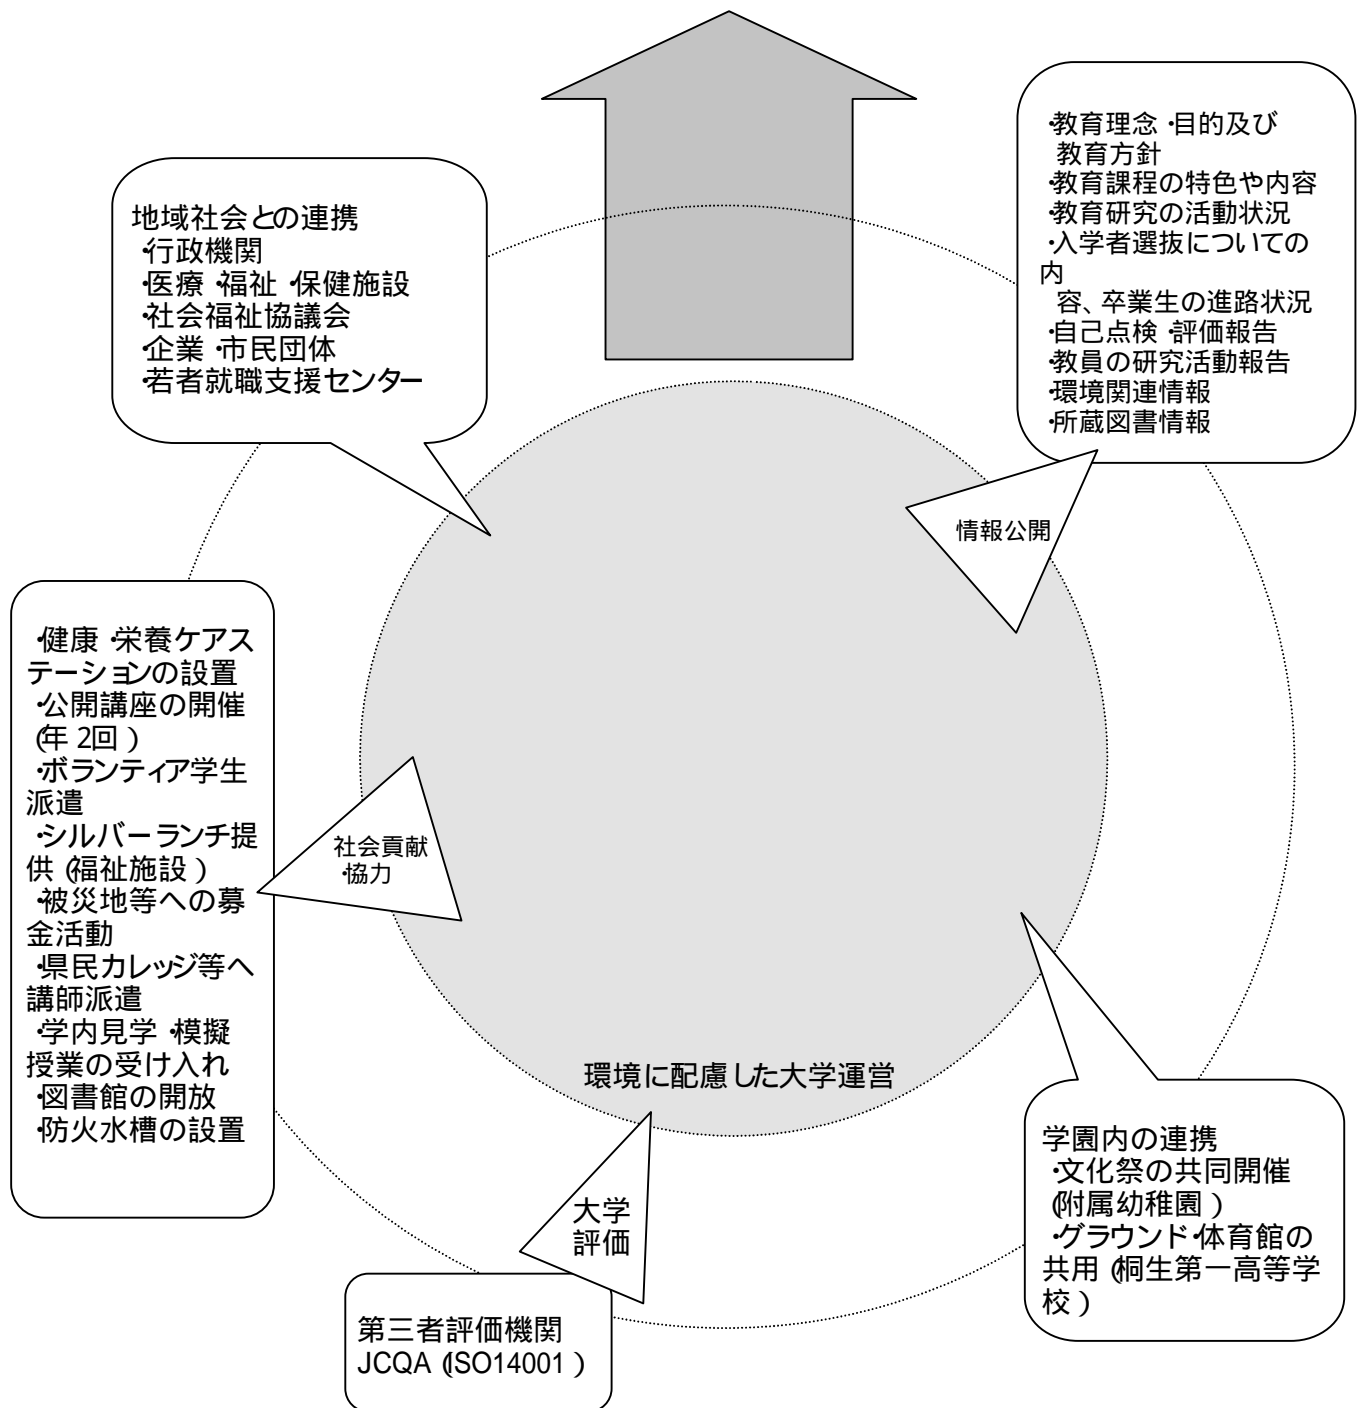 地域社会との連携
・行政機関
・医療・福祉・保健施設
・社会福祉協議会
・企業・市民団体
・若者就職支援センター
・教育理念・目的及び
教育方針
・教育課程の特色や内容
・教育研究の活動状況
・入学者選抜についての
内
容、卒業生の進路状況
・自己点検・評価報告
・教員の研究活動報告
・環境関連情報
・所蔵図書情報
情報公開
・健康・栄養ケアス
テーションの設置
・公開講座の開催
(年2回)
・ボランティア学生
派遣
・シルバーランチ提
供(福祉施設)
・被災地等への募
金活動
・県民カレッジ等へ
講師派遣
・学内見学・模擬
授業の受け入れ
・図書館の開放
・防火水槽の設置
社会貢献
・協力
環境に配慮した大学運営
大学
評価
第三者評価機関
JCQA(ISO14001)
学園内の連携
・文化祭の共同開催
(附属幼稚園)
・グラウンド・体育館の
共用(桐生第一高等学
校)